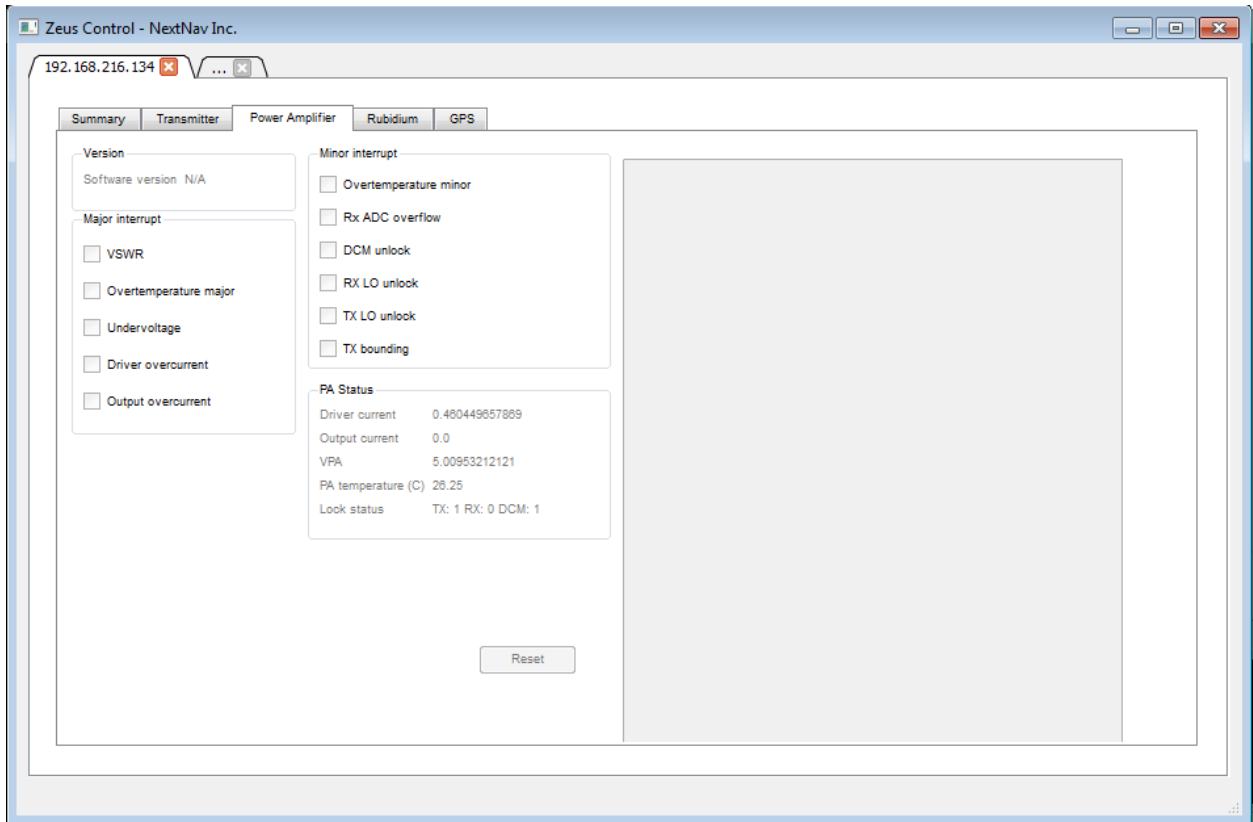 Zeus Control - NextNav Inc.
192.168.216.134
...
Summary Transmitter Power Amplifier Rubidium GPS
Version
Software version N/A
Major interrupt
VSWR
Overtemperature major
Undervoltage
Driver overcurrent
Output overcurrent
Minor interrupt
Overtemperature minor
Rx ADC overflow
DCM unlock
RX LO unlock
TX LO unlock
TX bounding
PA Status
Driver current 0.460449657869
Output current 0.0
VPA 5.00953212121
PA temperature (C) 26.25
Lock status TX: 1 RX: 0 DCM: 1
Reset